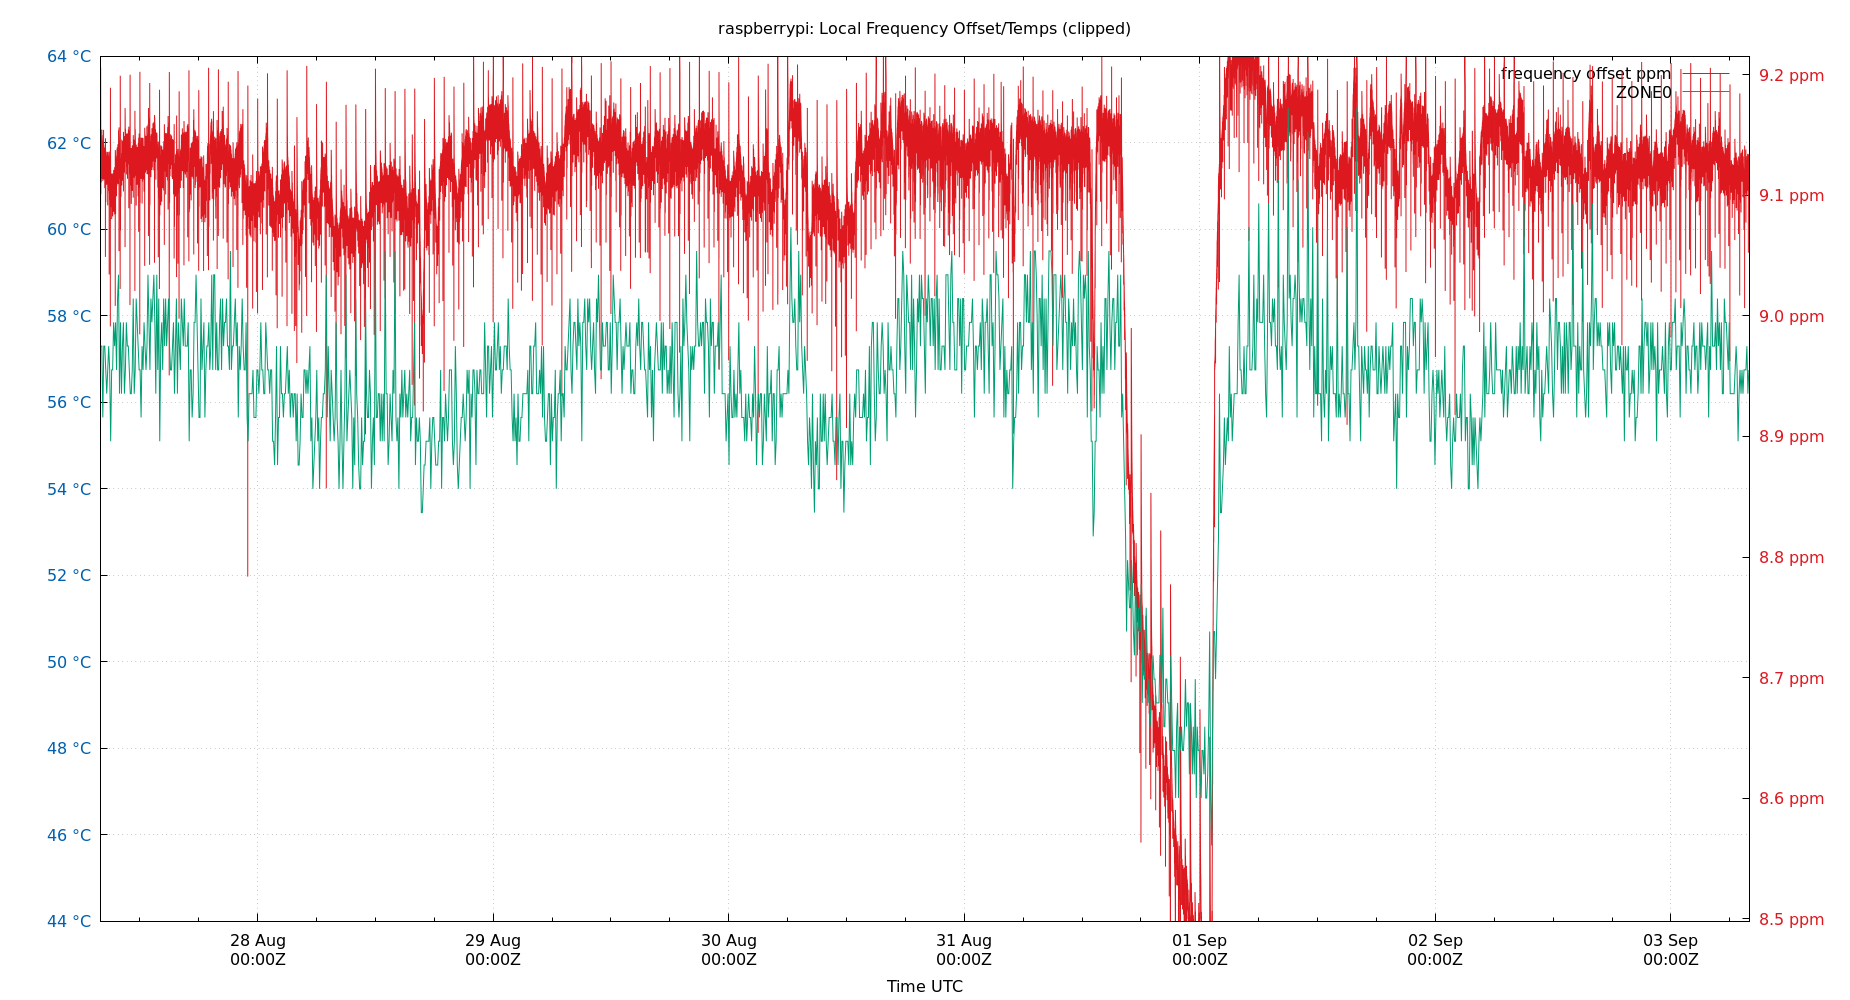 raspberrypi: Local Frequency Offset/Temps (clipped)
64 °C
62 °C
60 °C
58 °C
56 °C
54 °C
52 °C
50 °C
48 °C
46 °C
44 °C
frequency offset ppm
ZONE0
9.2 ppm
9.1 ppm
9.0 ppm
8.9 ppm
8.8 ppm
8.7 ppm
8.6 ppm
8.5 ppm
28 Aug
00:00Z
29 Aug
00:00Z
30 Aug
00:00Z
31 Aug
00:00Z
01 Sep
00:00Z
02 Sep
00:00Z
03 Sep
00:00Z
Time UTC